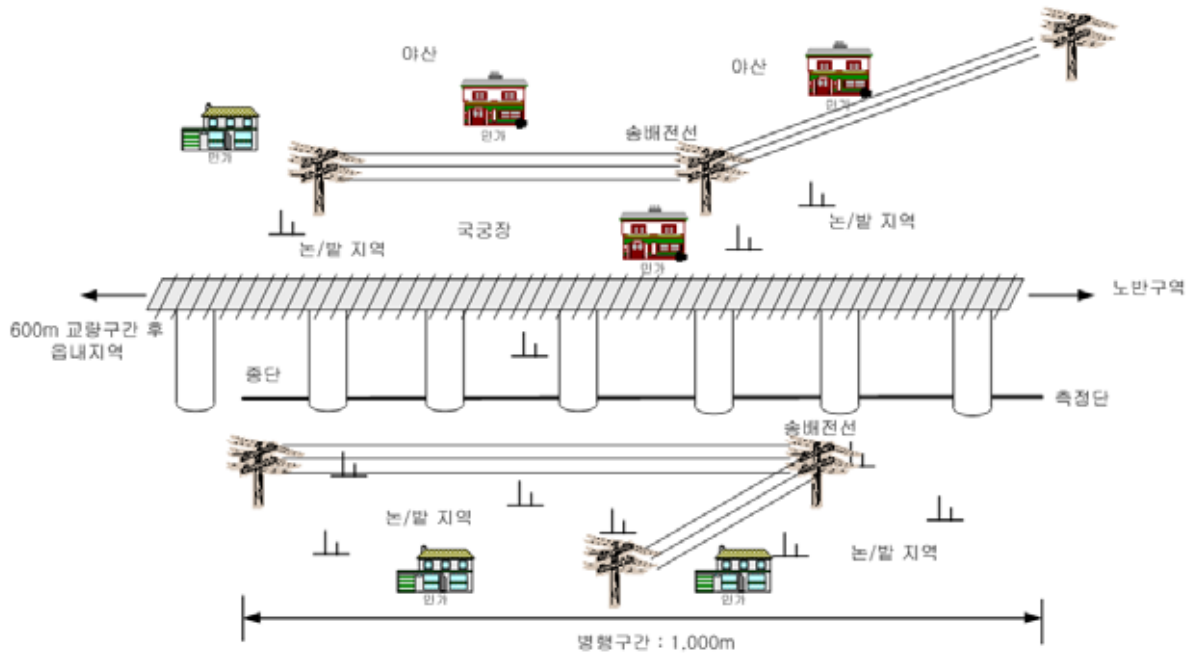 야산
민가
야산
민가
민가
송배전선
논/밭 지역
국궁장
민가
논/밭 지역
노반구역
600m 교량구간 후
읍내지역
종단
측정단
송배전선
논/밭 지역
민가
민가
논/밭 지역
병행구간 : 1,000m